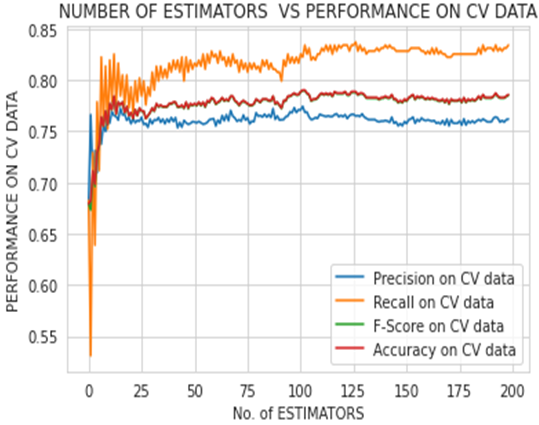 NUMBER OF ESTIMATORS  VS PERFORMANCE ON CV DATA
0.85
0.80
0.75
0.70
0.65
0.60
0.55
PERFORMANCE ON CV DATA
Precision on CV data
Recall on CV data
F-Score on CV data
Accuracy on CV data
0 25 50 75 100 125 150 175 200
No. of ESTIMATORS